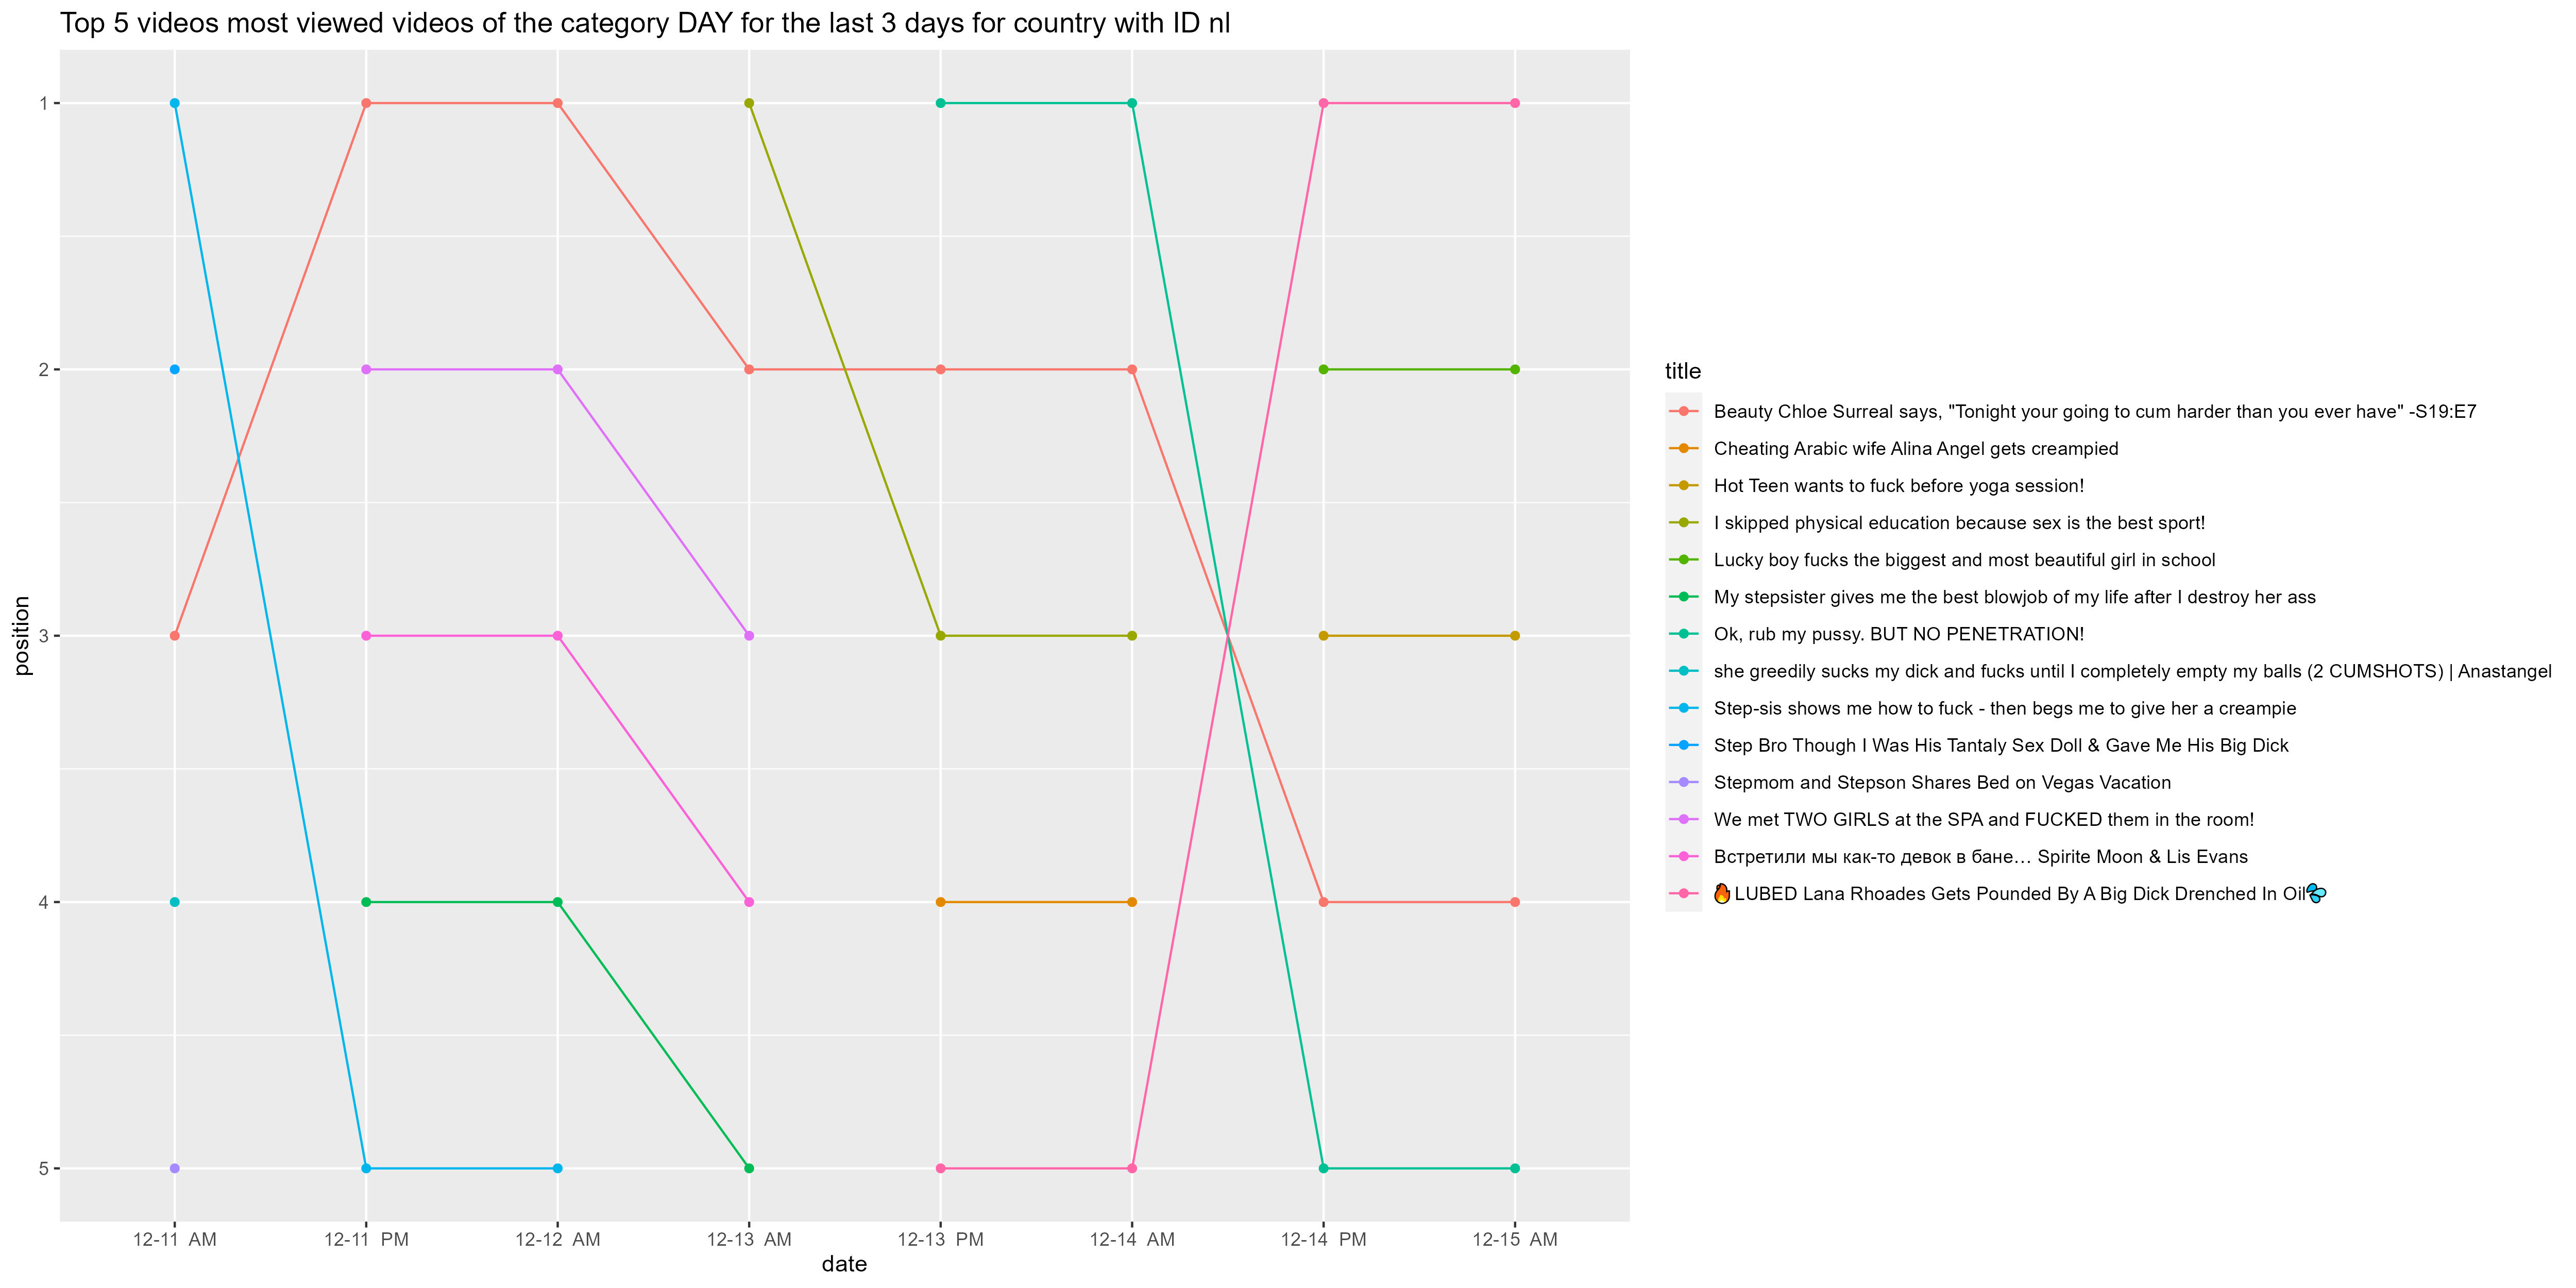 Top 5 videos most viewed videos of the category DAY for the last 3 days for country with ID nl
1
2
3
4
5
position
12-11 AM
12-11 PM
12-12 AM
12-13 AM
12-13 PM
12-14 AM
12-14 PM
12-15 AM
date
title
Beauty Chloe Surreal says, "Tonight your going to cum harder than you ever have" -S19:E7
Cheating Arabic wife Alina Angel gets creampied
Hot Teen wants to fuck before yoga session!
I skipped physical education because sex is the best sport!
Lucky boy fucks the biggest and most beautiful girl in school
My stepsister gives me the best blowjob of my life after I destroy her ass
Ok, rub my pussy. BUT NO PENETRATION!
she greedily sucks my dick and fucks until I completely empty my balls (2 CUMSHOTS) | Anastangel
Step-sis shows me how to fuck - then begs me to give her a creampie
Step Bro Though I Was His Tantaly Sex Doll & Gave Me His Big Dick
Stepmom and Stepson Shares Bed on Vegas Vacation
We met TWO GIRLS at the SPA and FUCKED them in the room!
Встретили мы как-то девок в бане… Spirite Moon & Lis Evans
🔥LUBED Lana Rhoades Gets Pounded By A Big Dick Drenched In Oil💦